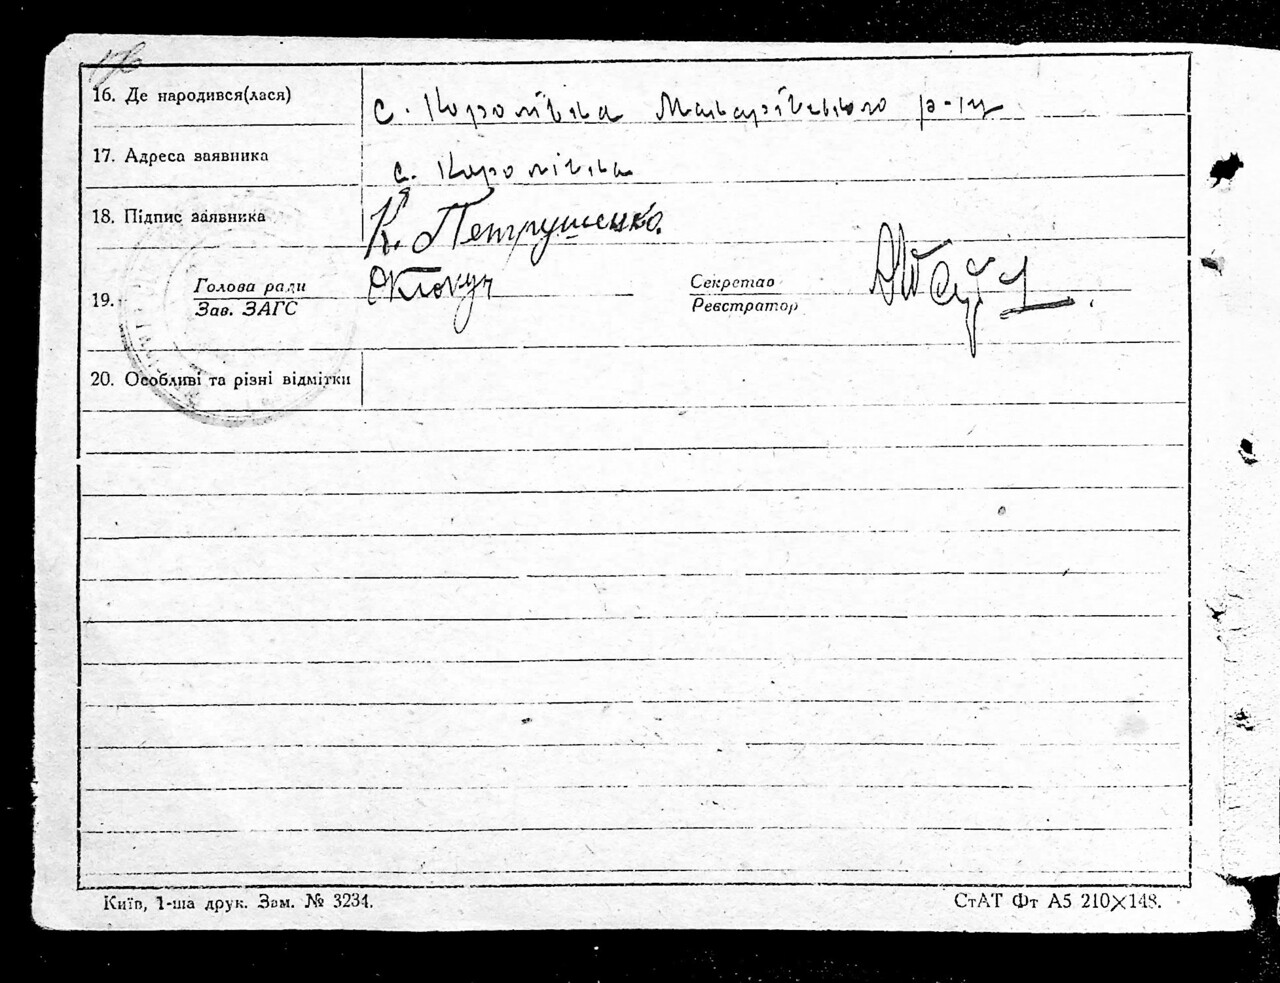 176
16. Де народився(лася) с. Королівка Макарівського р-ну
17. Адреса заявника с. Королівка
18. Підпис заявника К. Петрушенко.
19. Голова ради
Зав. ЗАГС
Секретар
Реєстратор
20. Особливі та різні відмітки
Київ, 1-ша друк. Зам. № 3234.
СтАТ Фт А5 210×148.